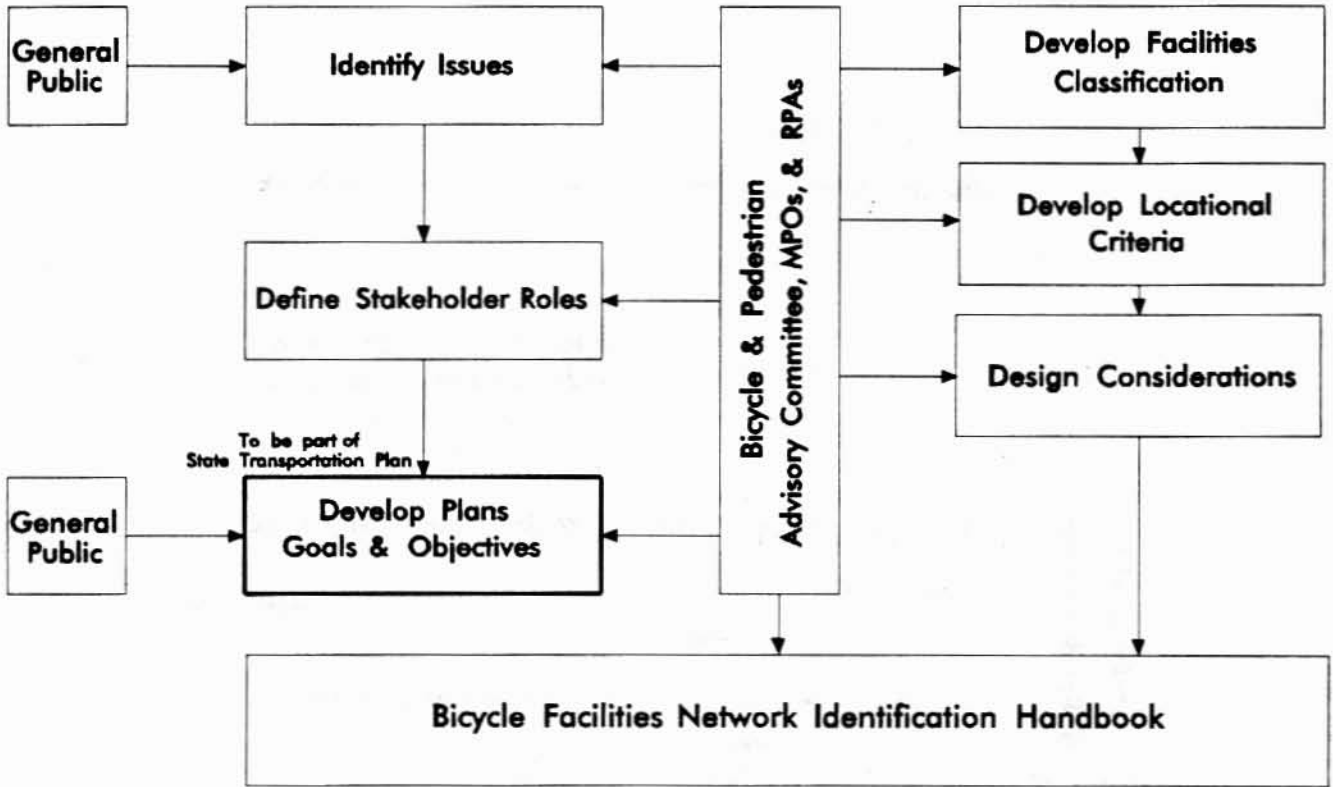 General
Public
Identify Issues
Define Stakeholder Roles
To be part of
State Transportation Plan
General
Public
Develop Plans
Goals & Objectives
Bicycle & Pedestrian
Advisory Committee, MPOs, & RPAs
Develop Facilities
Classification
Develop Locational
Criteria
Design Considerations
Bicycle Facilities Network Identification Handbook